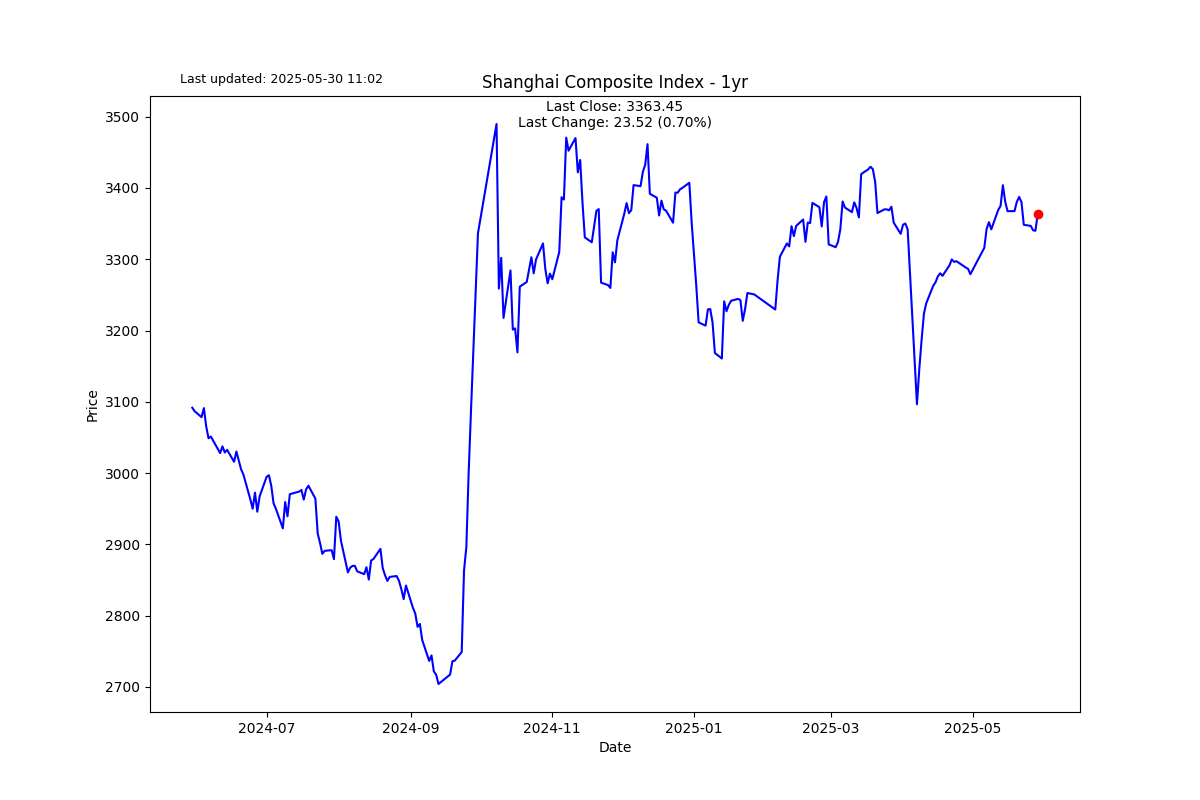 Last updated: 2025-05-30 11:02
Shanghai Composite Index - 1yr
Last Close: 3363.45
Last Change: 23.52 (0.70%)
3500
3400
3300
3200
3100
3000
2900
2800
2700
Price
2024-07
2024-09
2024-11
2025-01
2025-03
2025-05
Date